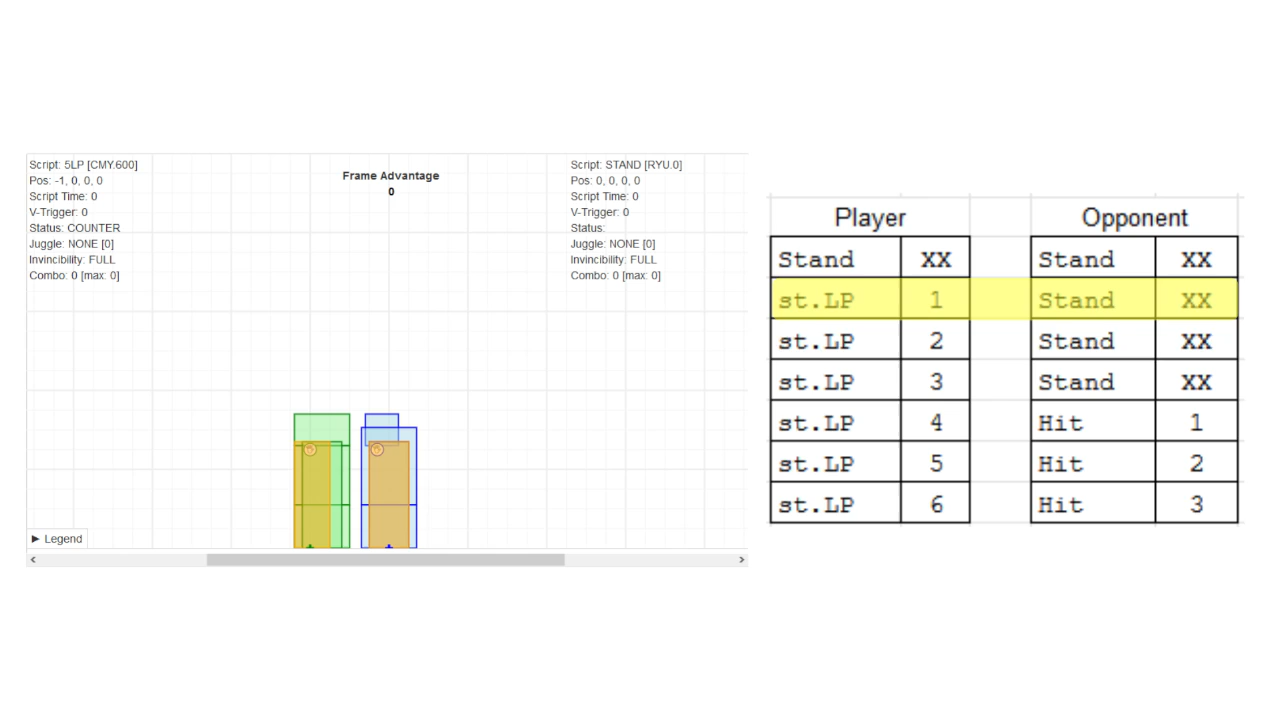 Script: 5LP [CMY.600]
Pos: -1, 0, 0, 0
Script Time: 0
V-Trigger: 0
Status: COUNTER
Juggle: NONE [0]
Invincibility: FULL
Combo: 0 [max: 0]
Frame Advantage
0
Script: STAND [RYU.0]
Pos: 0, 0, 0, 0
Script Time: 0
V-Trigger: 0
Status:
Juggle: NONE [0]
Invincibility: FULL
Combo: 0 [max: 0]
► Legend
Player Opponent
Stand XX Stand XX
st.LP 1 Stand XX
st.LP 2 Stand XX
st.LP 3 Stand XX
st.LP 4 Hit 1
st.LP 5 Hit 2
st.LP 6 Hit 3